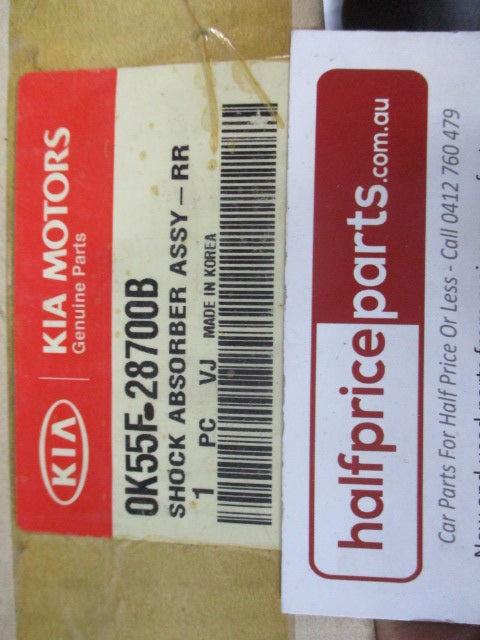 KIA
KIA MOTORS
Genuine Parts
0K55F-28700B
SHOCK ABSORBER ASSY-RR
1 PC VJ MADE IN KOREA
halfpriceparts.com.au
Car Parts For Half Price Or Less - Call 0412 760 479